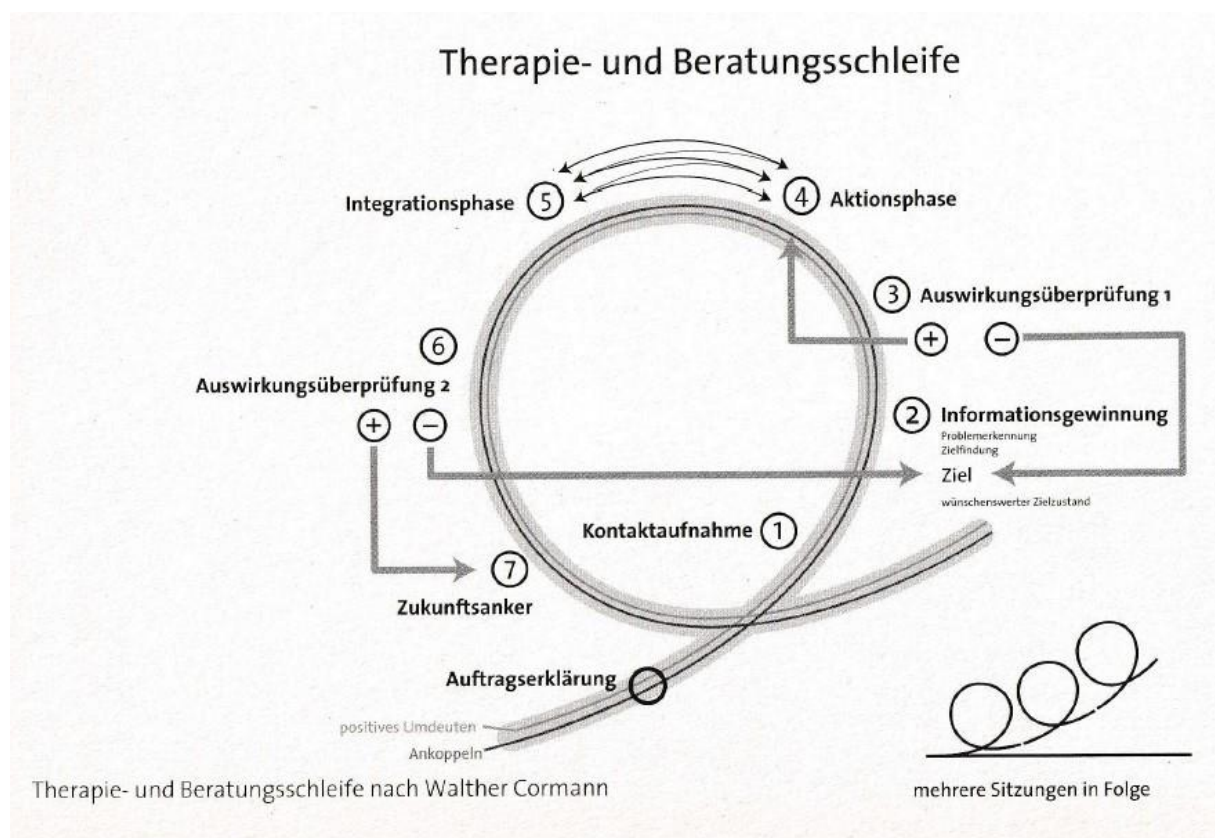 Therapie- und Beratungsschleife
Integrationsphase 5
4 Aktionsphase
3 Auswirkungsüberprüfung 1
+ −
6
Auswirkungsüberprüfung 2
+ −
2 Informationsgewinnung
Problemerkennung
Zielfindung
Ziel
wünschenswerter Zielzustand
Kontaktaufnahme 1
7
Zukunftsanker
Auftragserklärung
positives Umdeuten
Ankoppeln
Therapie- und Beratungsschleife nach Walther Cormann
mehrere Sitzungen in Folge